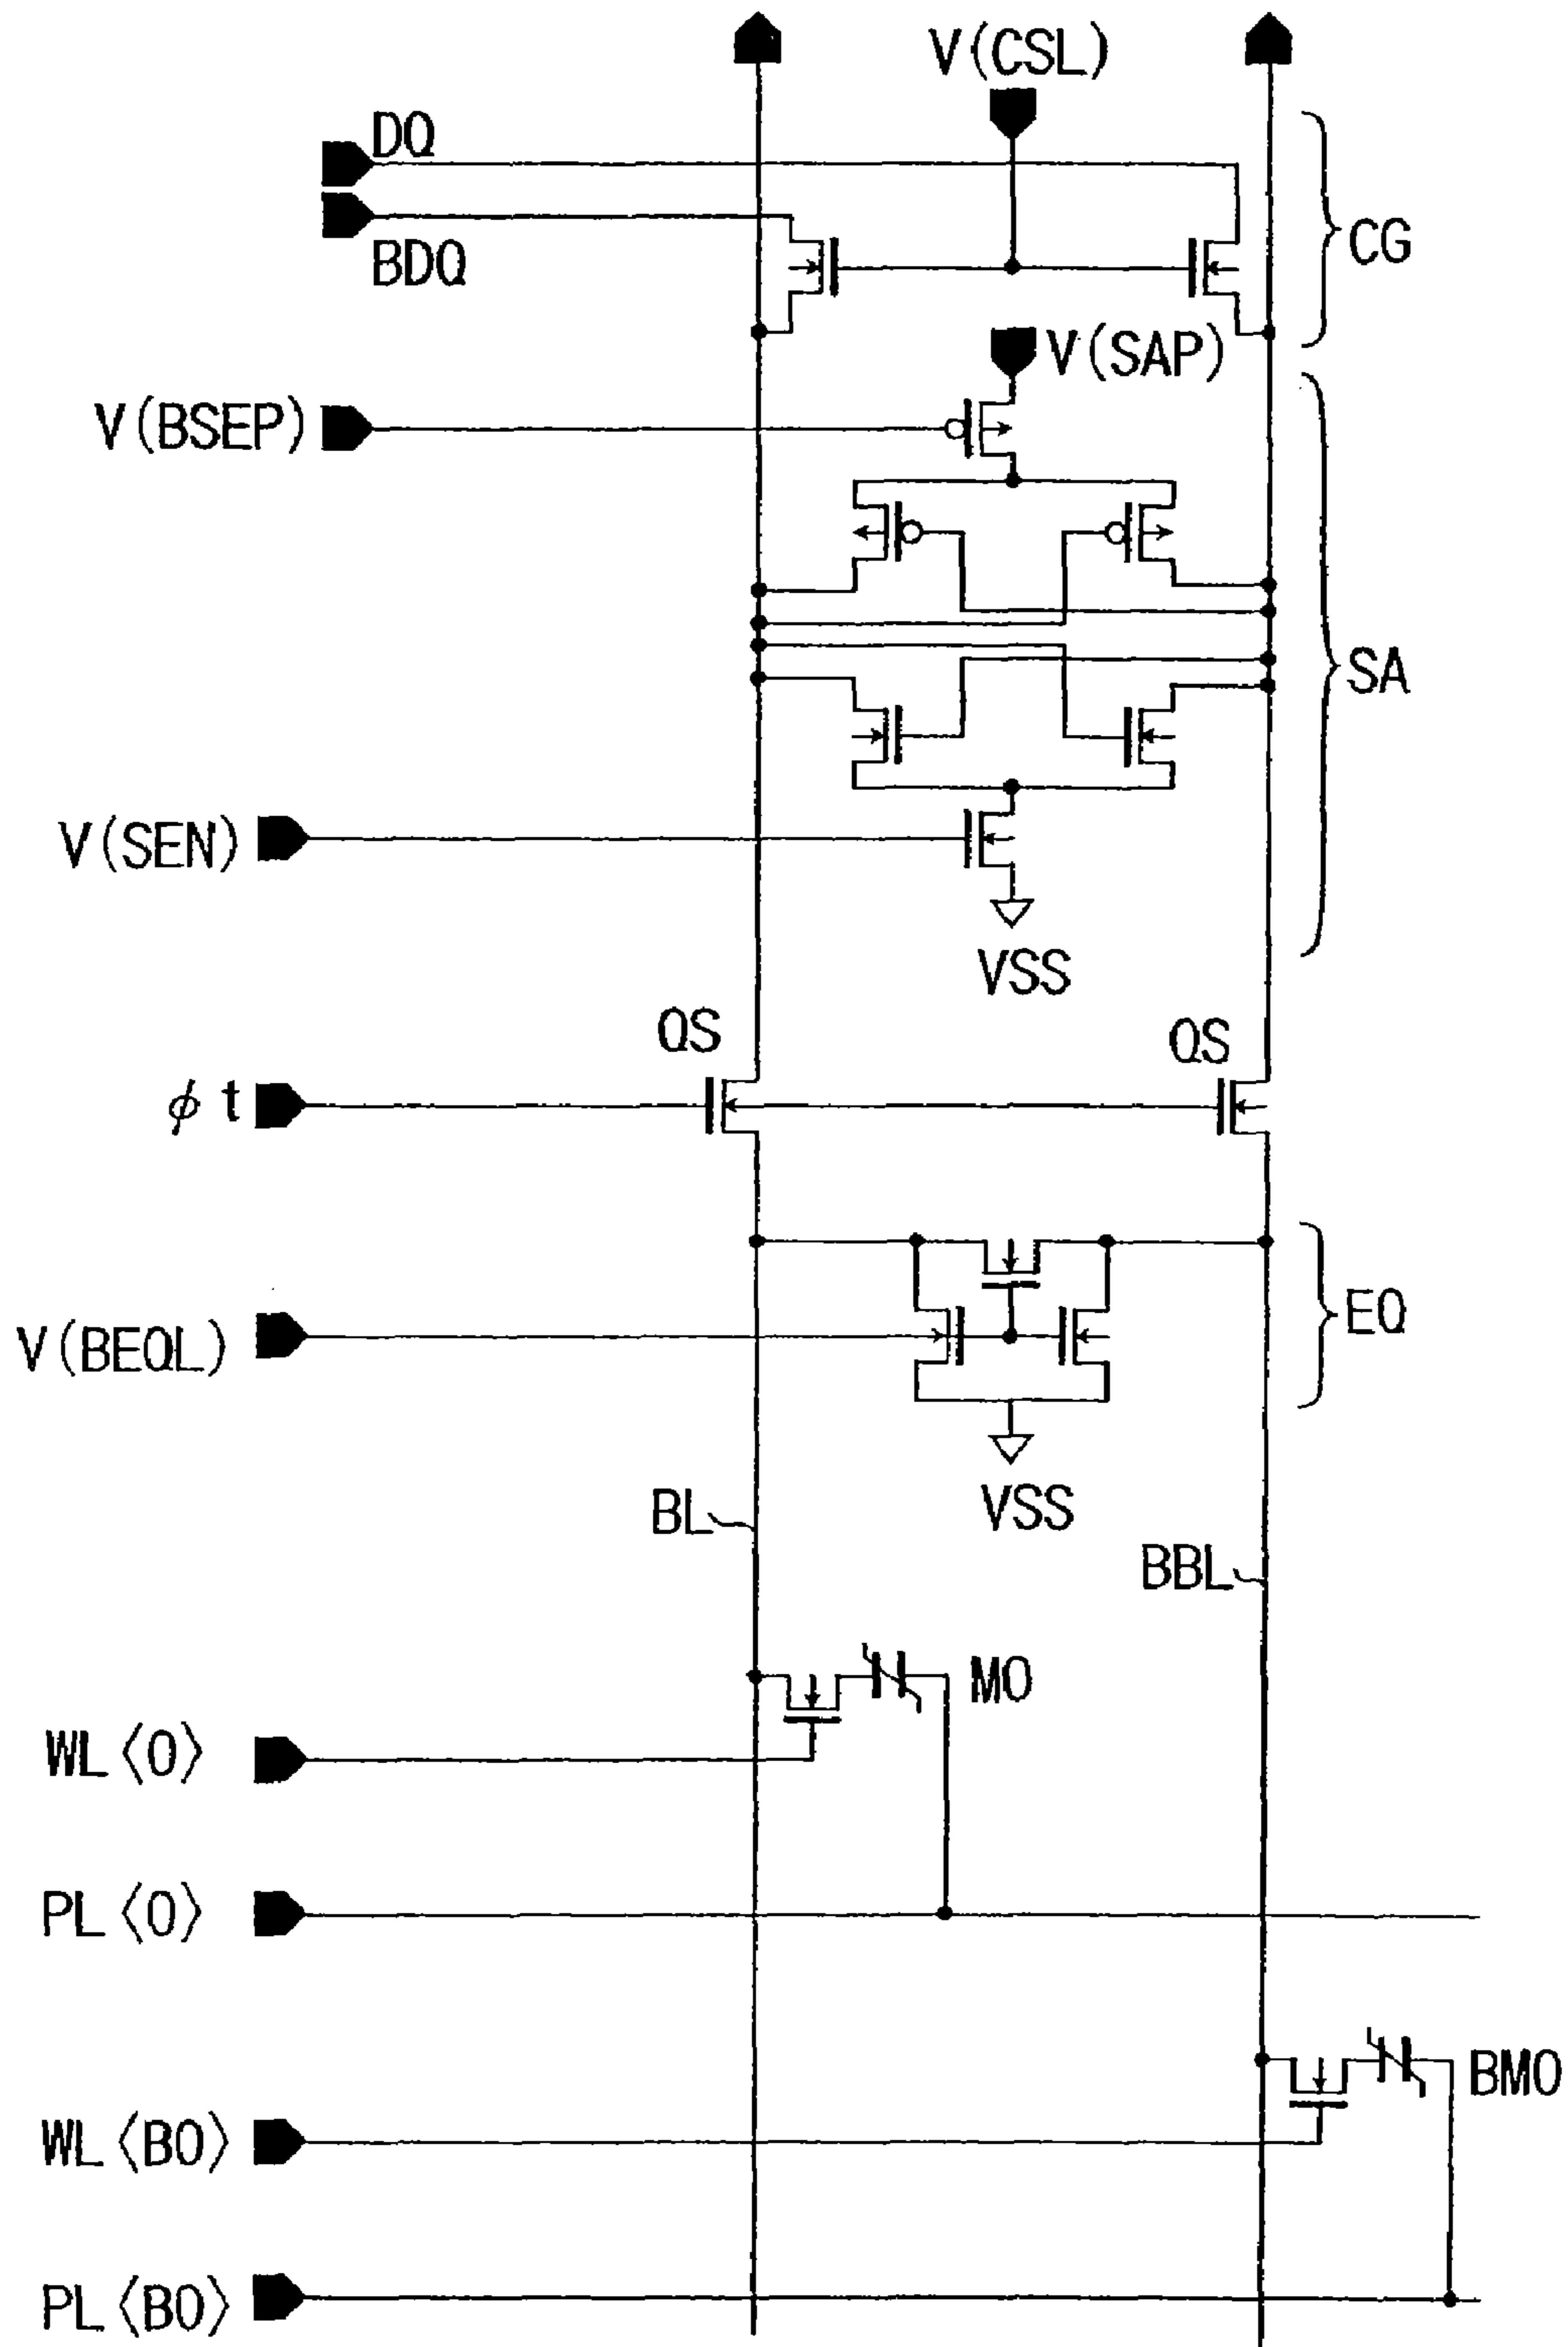 V(CSL)
DQ
BDQ
CG
V(SAP)
V(BSEP)
SA
V(SEN)
VSS
QS
QS
φt
EQ
V(BEQL)
VSS
BL
BBL
M0
WL〈0〉
PL〈0〉
BM0
WL〈B0〉
PL〈B0〉